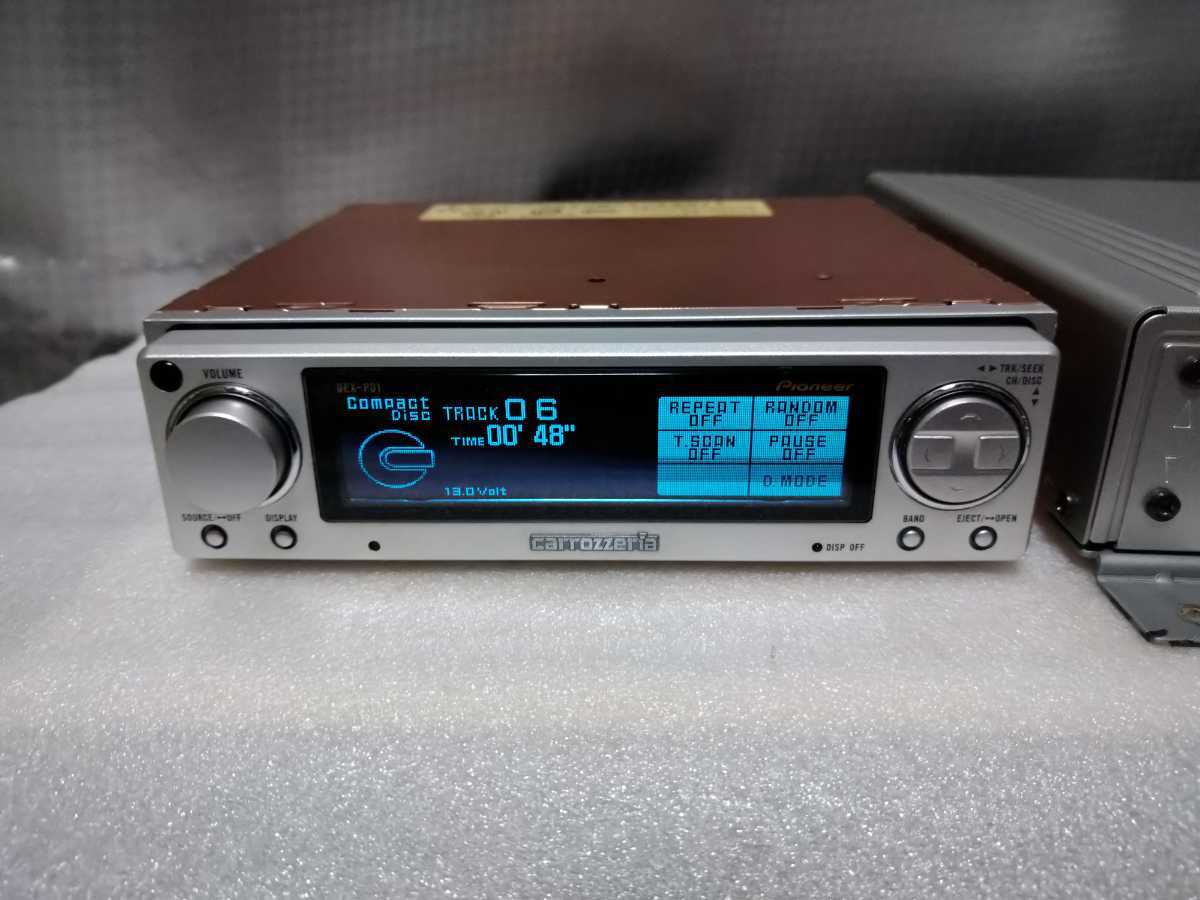 VOLUME
DEX-P01
Pioneer
◄ ► TRK/SEEK
CH/DISC
▲
▼
Compact
Disc
TRACK 06
TIME 00' 48"
13.0Volt
REPEAT
OFF
RANDOM
OFF
T.SCAN
OFF
PAUSE
OFF
D.MODE
SOURCE/⊷OFF
DISPLAY
carrozzeria
DISP OFF
BAND
EJECT/⊷OPEN